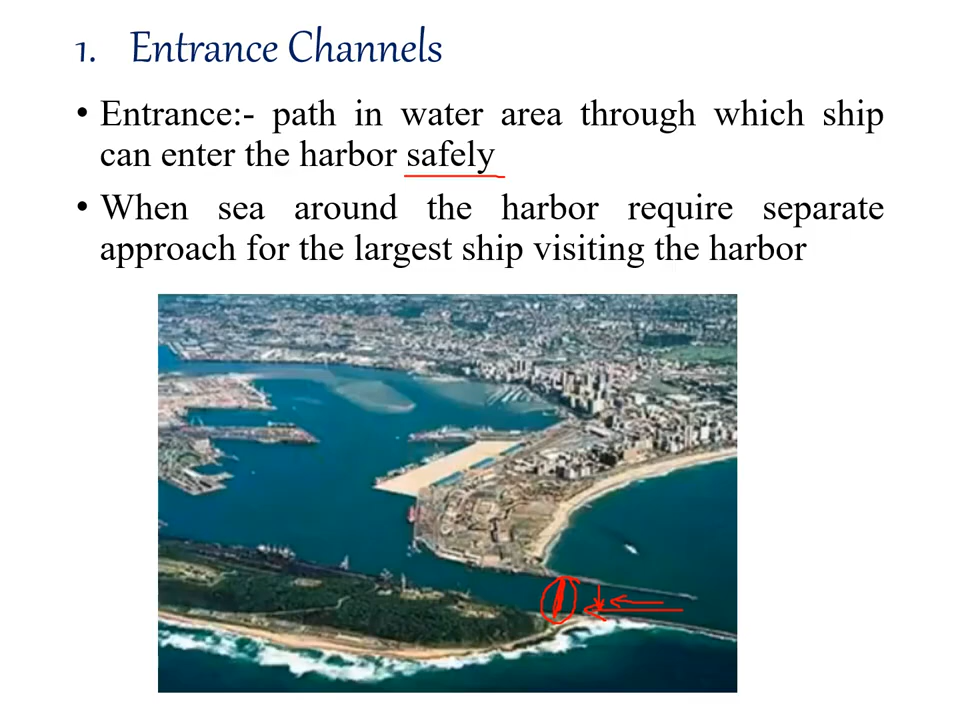 1. Entrance Channels
• Entrance:- path in water area through which ship
can enter the harbor safely
• When sea around the harbor require separate
approach for the largest ship visiting the harbor